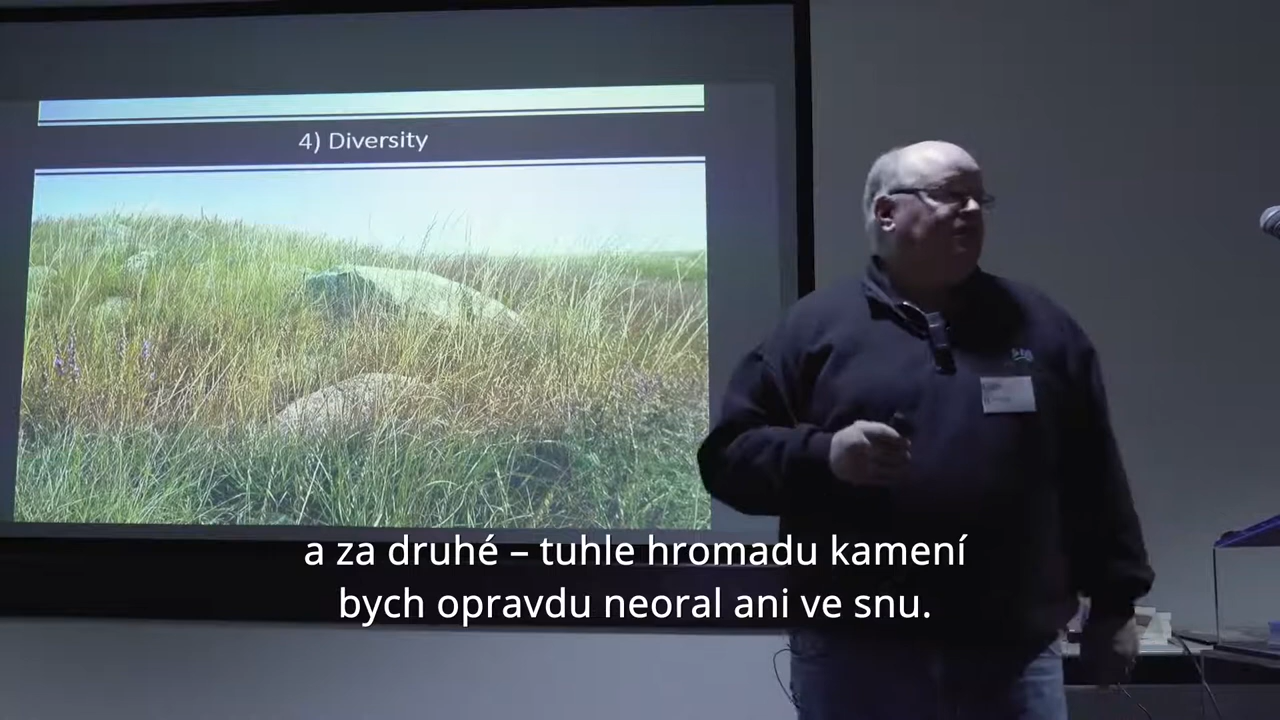 4) Diversity
a za druhé – tuhle hromadu kamení
bych opravdu neoral ani ve snu.